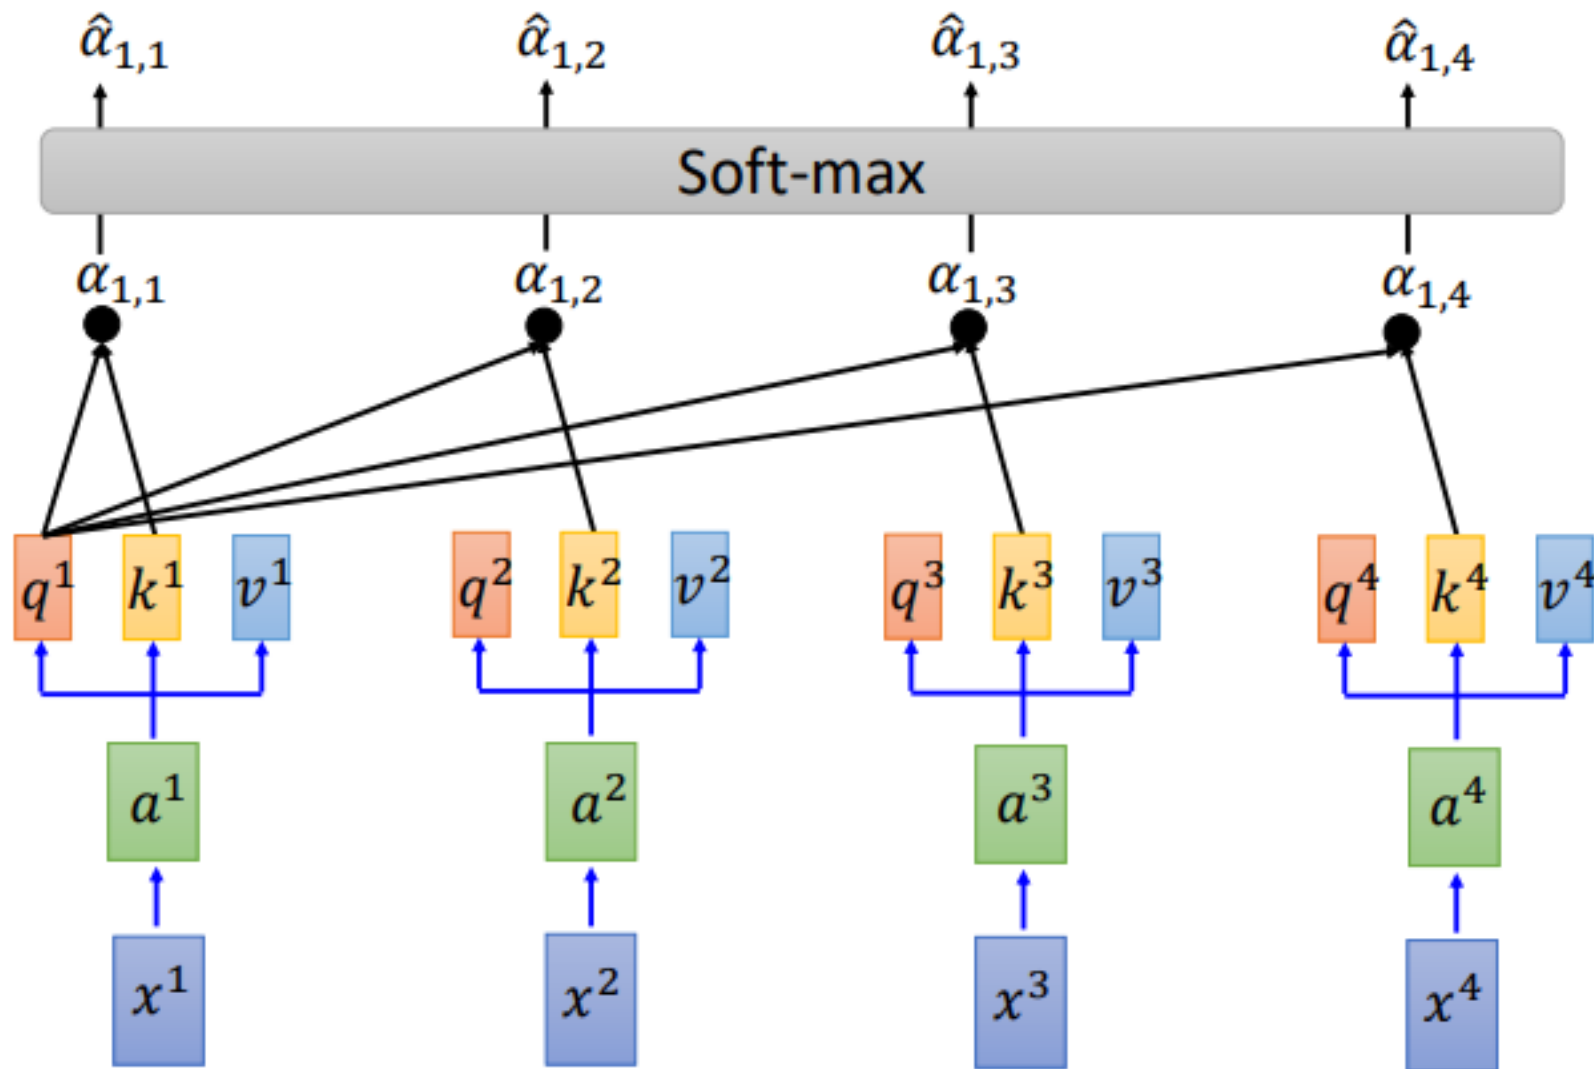 α̂₁,₁ α̂₁,₂ α̂₁,₃ α̂₁,₄
Soft-max
α₁,₁ α₁,₂ α₁,₃ α₁,₄
q¹ k¹ v¹ q² k² v² q³ k³ v³ q⁴ k⁴ v⁴
a¹ a² a³ a⁴
x¹ x² x³ x⁴